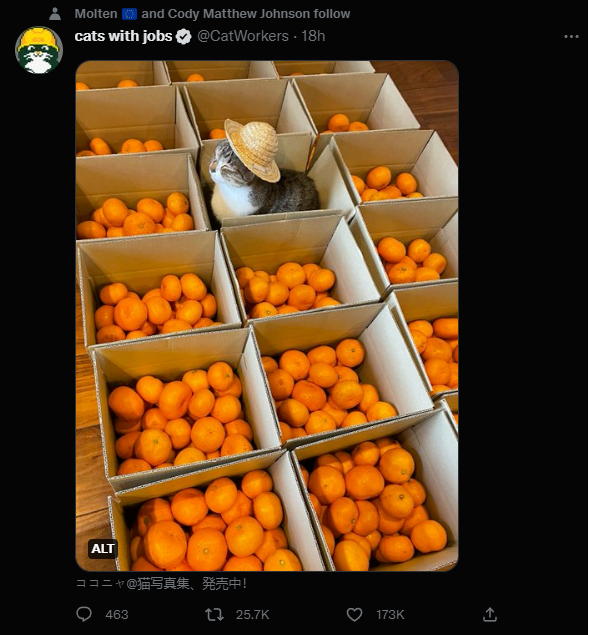 Molten 🇪🇺 and Cody Matthew Johnson follow
cats with jobs @CatWorkers · 18h
ALT
ココニャ@猫写真集、発売中!
463 25.7K 173K